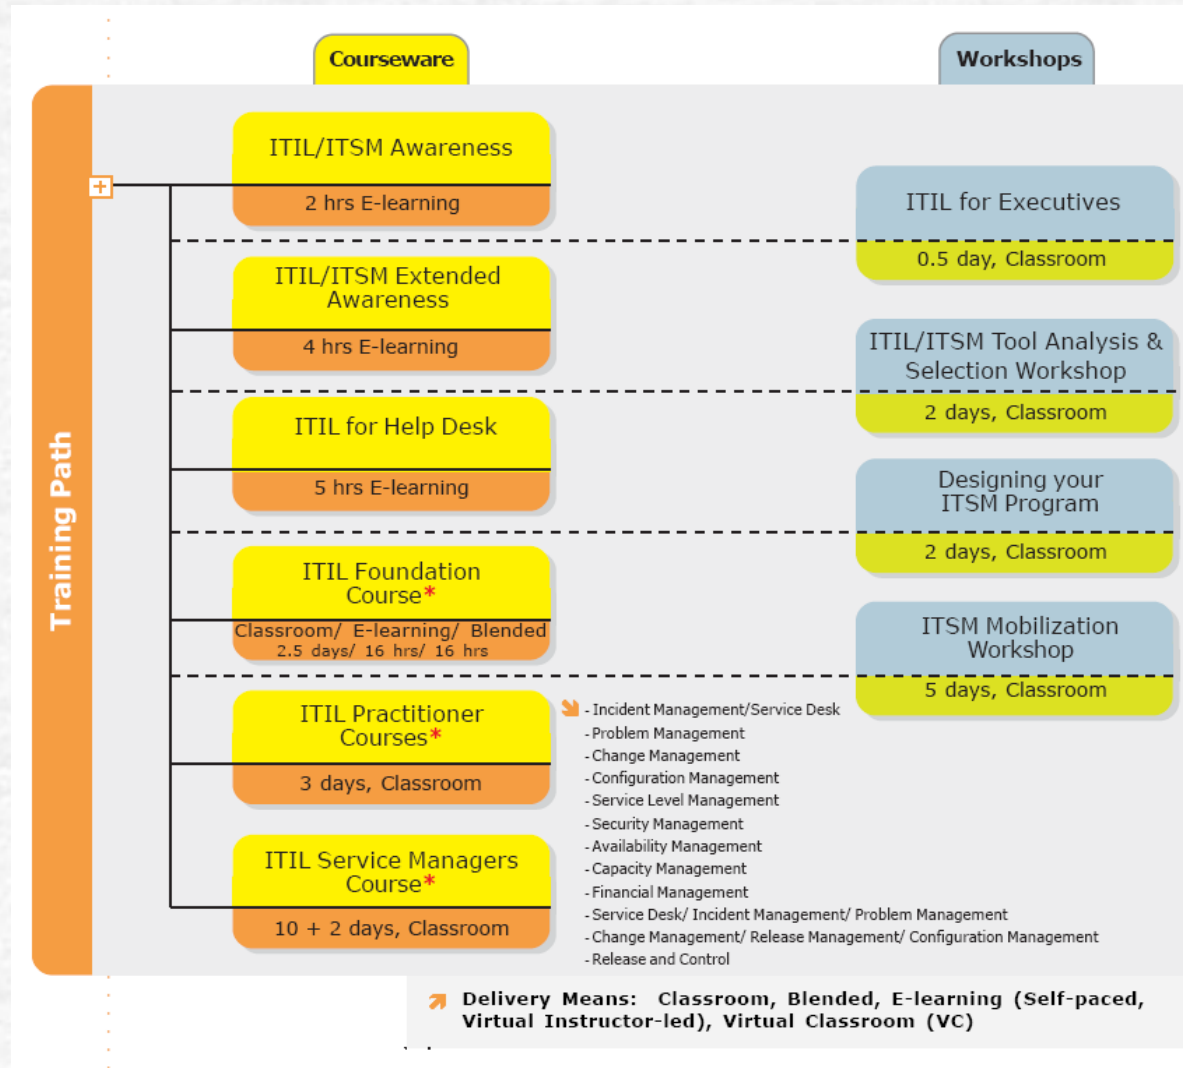 Courseware
Workshops
Training Path
ITIL/ITSM Awareness
2 hrs E-learning
ITIL/ITSM Extended
Awareness
4 hrs E-learning
ITIL for Help Desk
5 hrs E-learning
ITIL Foundation
Course*
Classroom/ E-learning/ Blended
2.5 days/ 16 hrs/ 16 hrs
ITIL Practitioner
Courses*
3 days, Classroom
ITIL Service Managers
Course*
10 + 2 days, Classroom
ITIL for Executives
0.5 day, Classroom
ITIL/ITSM Tool Analysis &
Selection Workshop
2 days, Classroom
Designing your
ITSM Program
2 days, Classroom
ITSM Mobilization
Workshop
5 days, Classroom
- Incident Management/Service Desk
- Problem Management
- Change Management
- Configuration Management
- Service Level Management
- Security Management
- Availability Management
- Capacity Management
- Financial Management
- Service Desk/ Incident Management/ Problem Management
- Change Management/ Release Management/ Configuration Management
- Release and Control
Delivery Means: Classroom, Blended, E-learning (Self-paced,
Virtual Instructor-led), Virtual Classroom (VC)